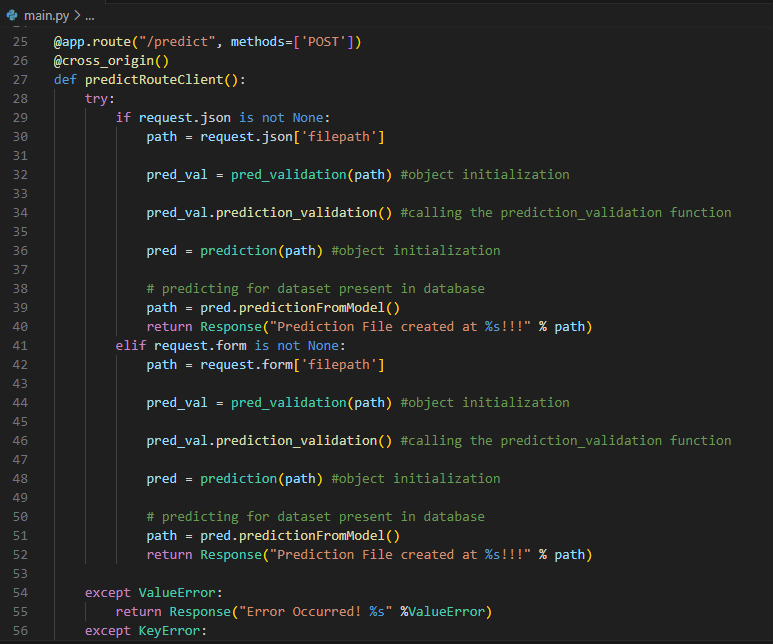 main.py > ...
25 @app.route("/predict", methods=['POST'])
26 @cross_origin()
27 def predictRouteClient():
28     try:
29         if request.json is not None:
30             path = request.json['filepath']
31
32             pred_val = pred_validation(path) #object initialization
33
34             pred_val.prediction_validation() #calling the prediction_validation function
35
36             pred = prediction(path) #object initialization
37
38             # predicting for dataset present in database
39             path = pred.predictionFromModel()
40             return Response("Prediction File created at %s!!!" % path)
41         elif request.form is not None:
42             path = request.form['filepath']
43
44             pred_val = pred_validation(path) #object initialization
45
46             pred_val.prediction_validation() #calling the prediction_validation function
47
48             pred = prediction(path) #object initialization
49
50             # predicting for dataset present in database
51             path = pred.predictionFromModel()
52             return Response("Prediction File created at %s!!!" % path)
53
54     except ValueError:
55         return Response("Error Occurred! %s" %ValueError)
56     except KeyError: